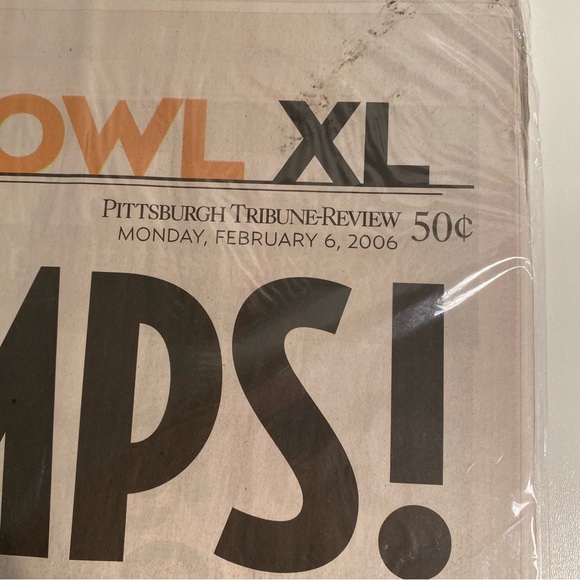 OWL XL
PITTSBURGH TRIBUNE-REVIEW
MONDAY, FEBRUARY 6, 2006 50¢
MPS!